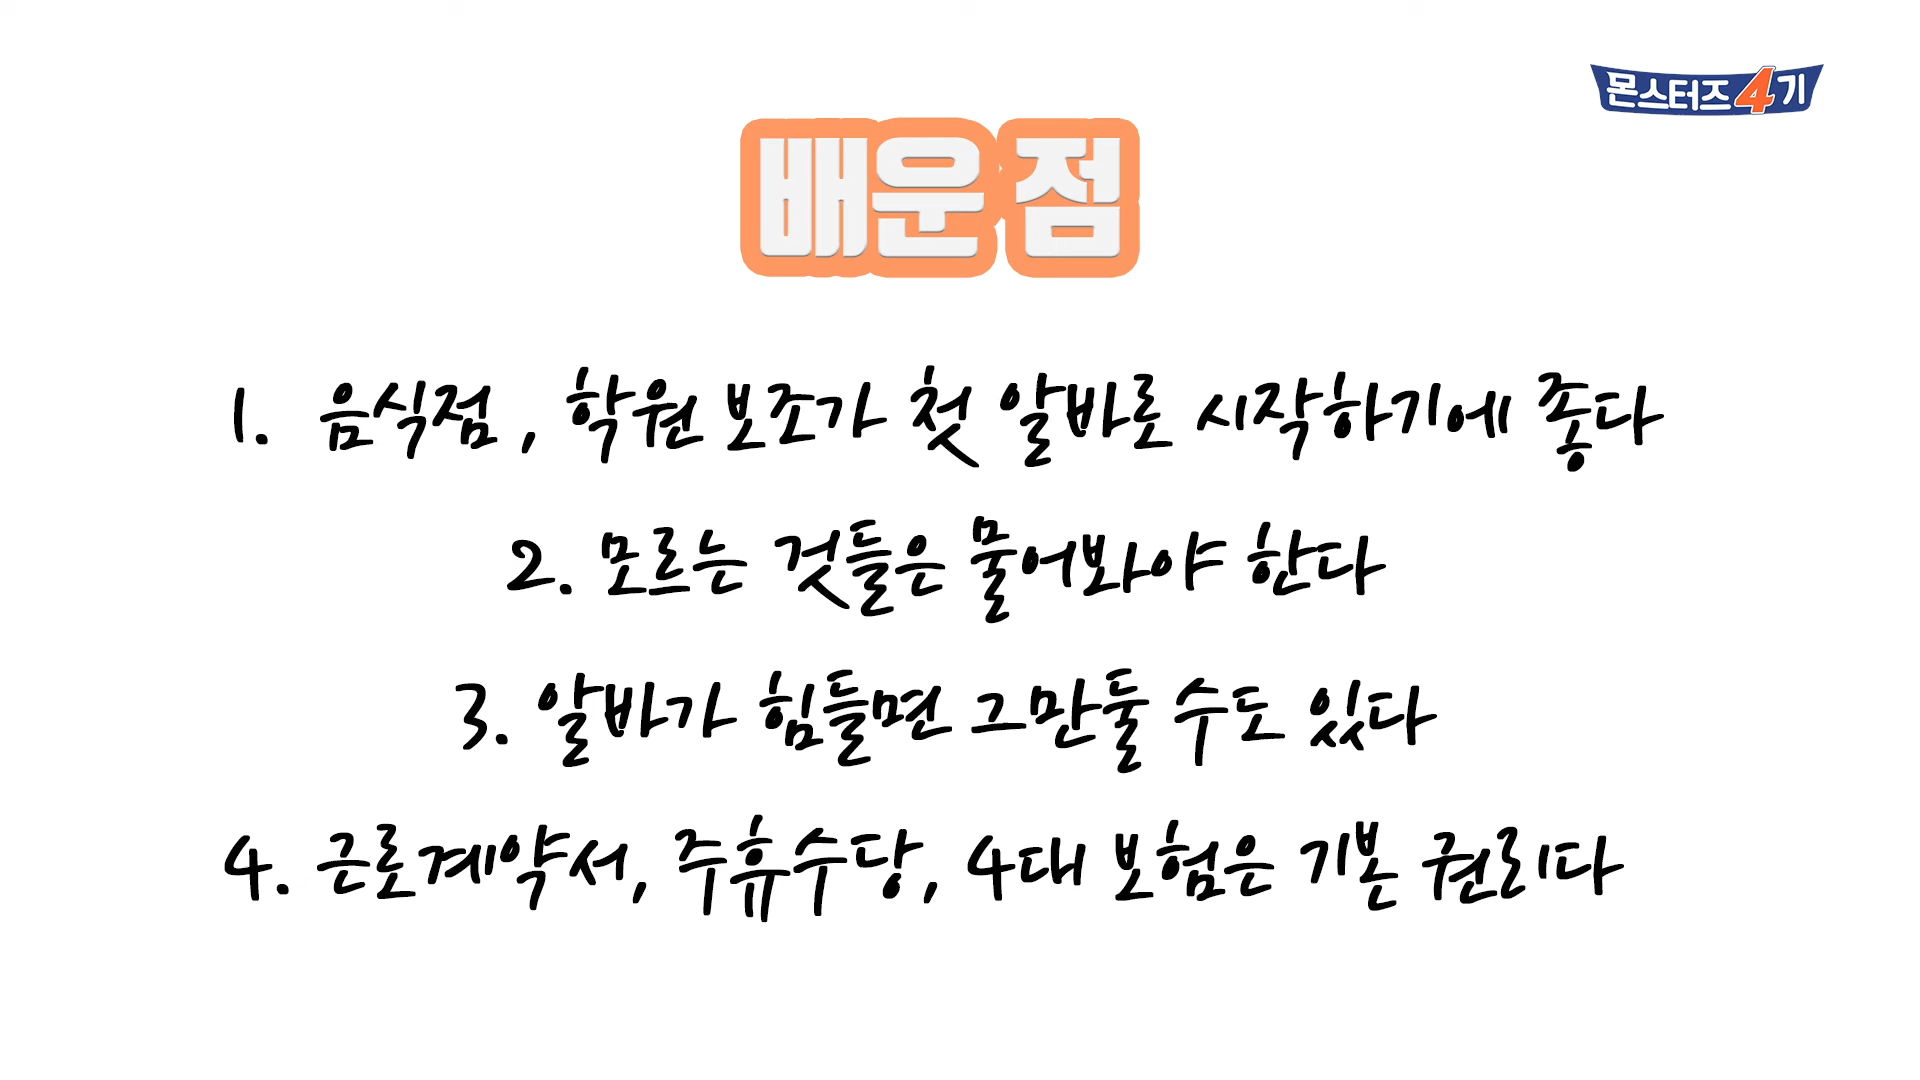 몬스터즈4기
배운 점
1. 음식점, 학원 보조가 첫 알바로 시작하기에 좋다
2. 모르는 것들은 물어봐야 한다
3. 알바가 힘들면 그만둘 수도 있다
4. 근로계약서, 주휴수당, 4대 보험은 기본 권리다